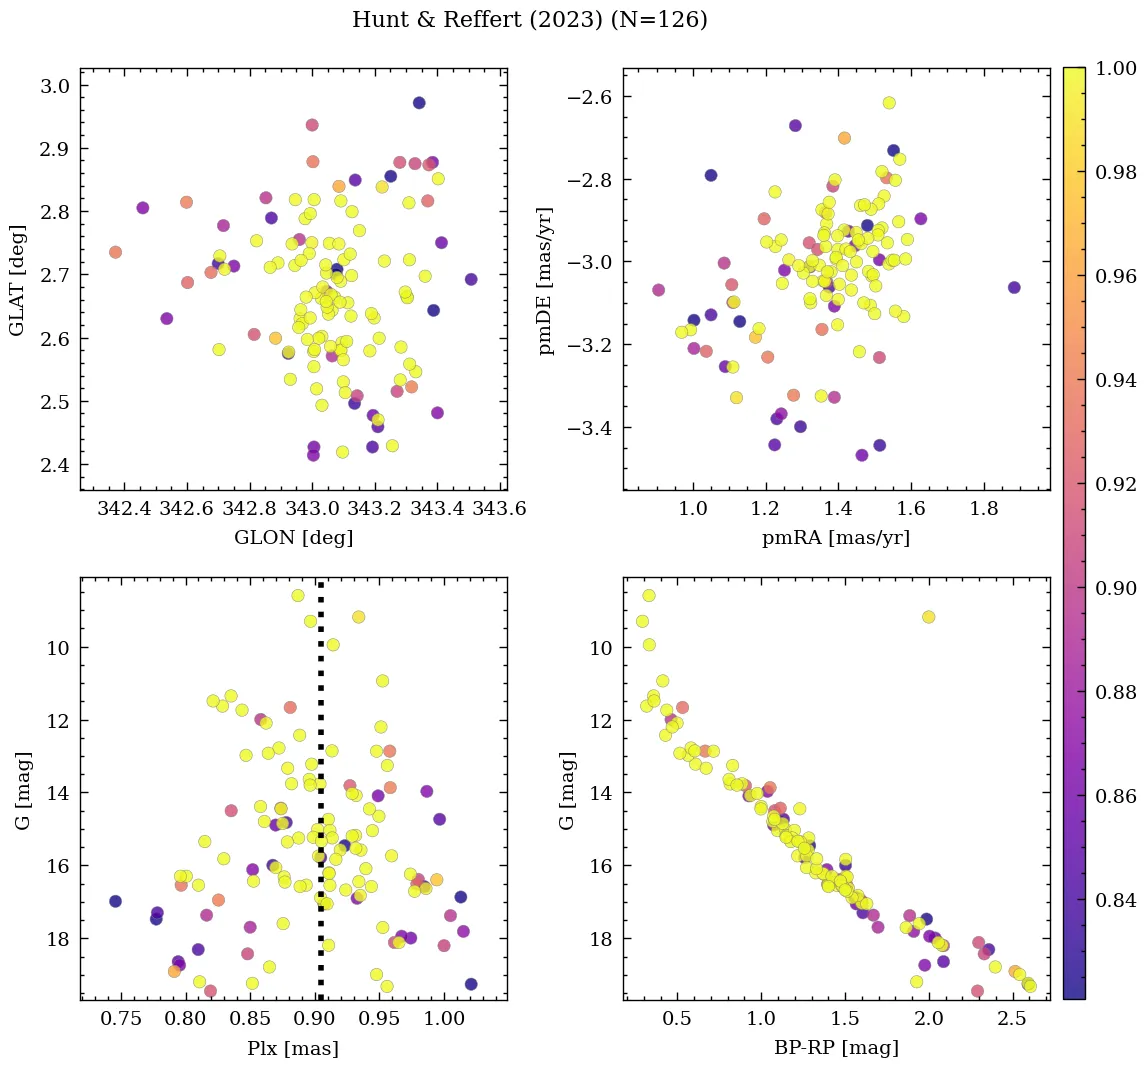 Hunt & Reffert (2023) (N=126)
3.0
2.9
2.8
2.7
2.6
2.5
2.4
GLAT [deg]
342.4 342.6 342.8 343.0 343.2 343.4 343.6
GLON [deg]
−2.6
−2.8
−3.0
−3.2
−3.4
pmDE [mas/yr]
1.0 1.2 1.4 1.6 1.8
pmRA [mas/yr]
1.00
0.98
0.96
0.94
0.92
0.90
0.88
0.86
0.84
10
12
14
16
18
G [mag]
0.75 0.80 0.85 0.90 0.95 1.00
Plx [mas]
10
12
14
16
18
G [mag]
0.5 1.0 1.5 2.0 2.5
BP-RP [mag]